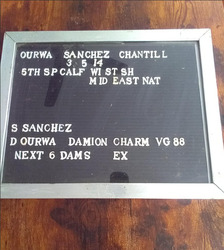 OURWA SANCHEZ CHANTILL
3 5 14
5TH SP CALF WI ST SH
MID EAST NAT
S SANCHEZ
D OURWA DAMION CHARM VG 88
NEXT 6 DAMS EX